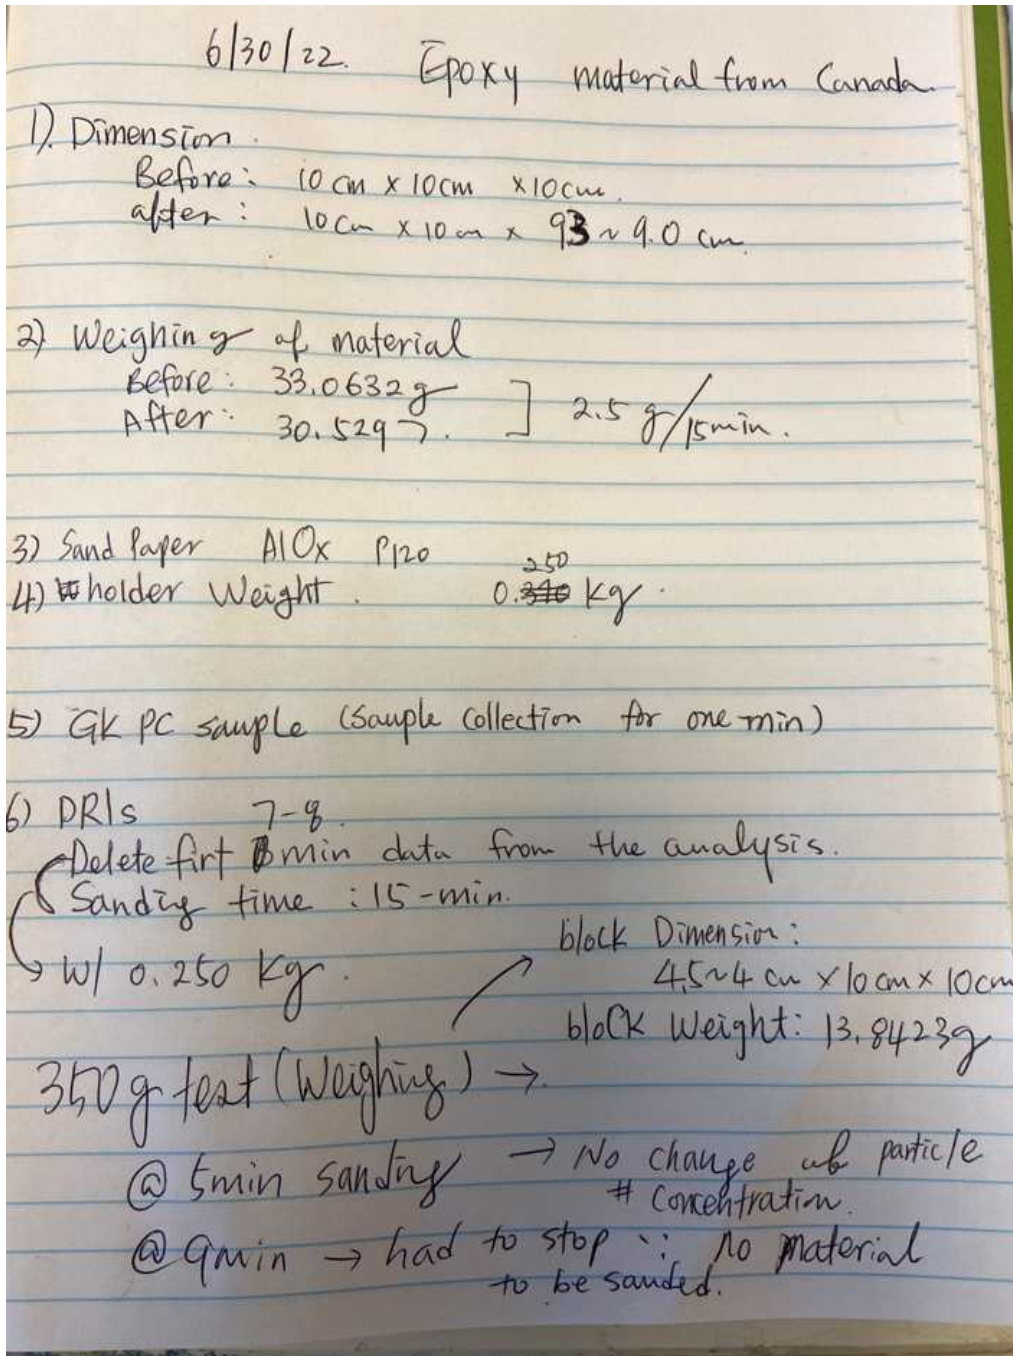 6/30/22. Epoxy material from Canada.
1). Dimension.
Before: 10 cm x 10cm x10cm.
after: 10cm x 10cm x 93 ~ 9.0 cm.
2) Weighing of material
Before: 33.0632g
After: 30.5297. ] 2.5 g/15min.
3) Sand Paper AlOx P120
4) holder Weight. 0.250 kg.
5) GK PC sample (sample collection for one min)
6) DRIs 7-8.
Delete firt min data from the analysis.
Sanding time : 15-min.
W/ 0.250 kg.
block Dimension:
4.5~4 cm x 10 cm x 10cm
block Weight: 13.8423g
350g test (Weighing) →.
@ 5min sanding → No change of particle
# concentration.
@ 9min → had to stop ∵ no material
to be sanded.